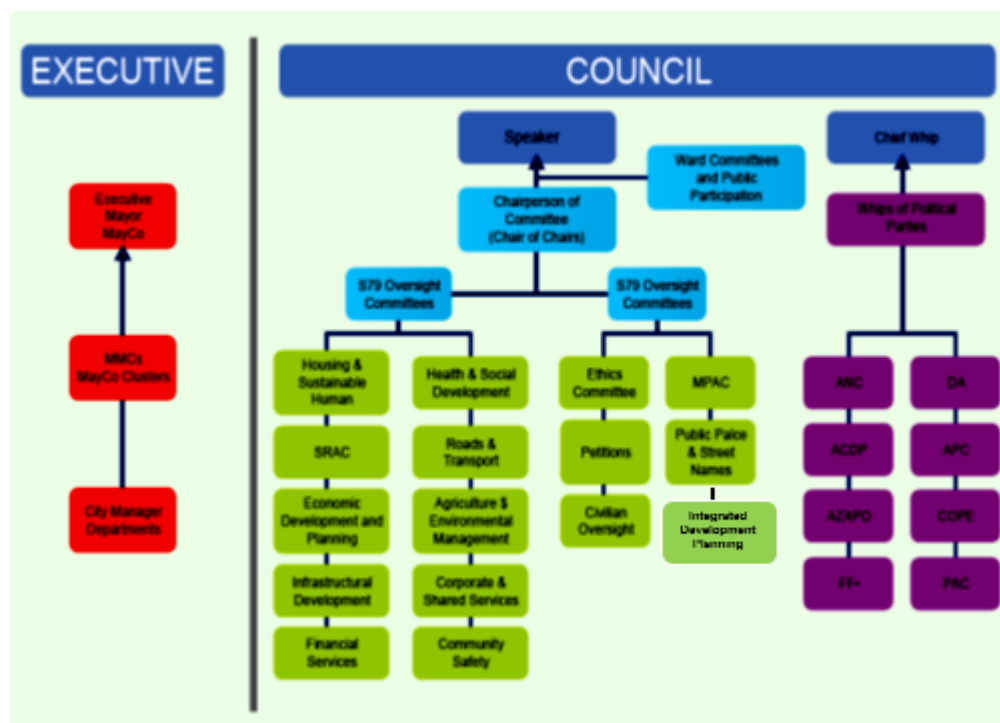 EXECUTIVE
COUNCIL
Speaker
Chief Whip
Ward Committees
and Public
Participation
Executive
Mayor
MayCo
Chairperson of
Committee
(Chair of Chairs)
Whips of Political
Parties
S79 Oversight
Committees
S79 Oversight
Committees
MMCs
MayCo Clusters
City Manager
Departments
Housing &
Sustainable
Human
SRAC
Economic
Development and
Planning
Infrastructural
Development
Financial
Services
Health & Social
Development
Roads &
Transport
Agriculture $
Environmental
Management
Corporate &
Shared Services
Community
Safety
Ethics
Committee
Petitions
Civilian
Oversight
MPAC
Public Palce
& Street
Names
Integrated
Development
Planning
ANC
ACDP
AZAPO
FF+
DA
APC
COPE
PAC